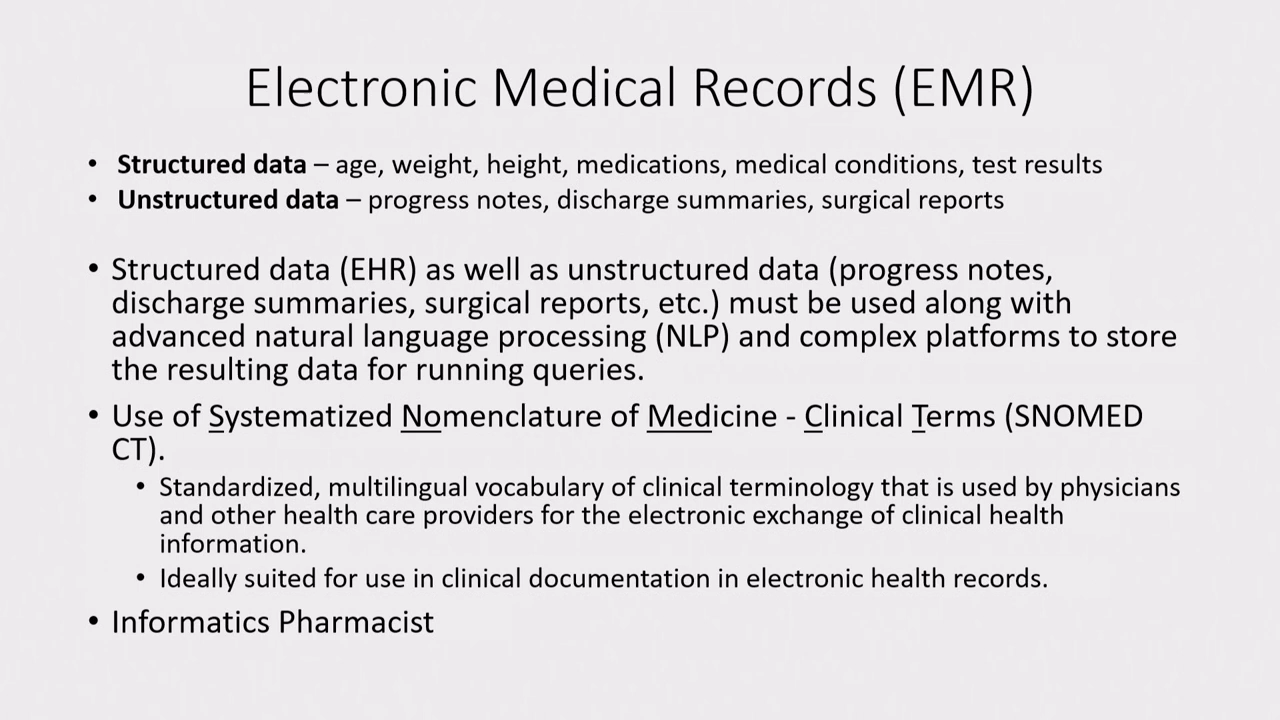 Electronic Medical Records (EMR)
• Structured data – age, weight, height, medications, medical conditions, test results
• Unstructured data – progress notes, discharge summaries, surgical reports
• Structured data (EHR) as well as unstructured data (progress notes,
discharge summaries, surgical reports, etc.) must be used along with
advanced natural language processing (NLP) and complex platforms to store
the resulting data for running queries.
• Use of Systematized Nomenclature of Medicine - Clinical Terms (SNOMED
CT).
• Standardized, multilingual vocabulary of clinical terminology that is used by physicians
and other health care providers for the electronic exchange of clinical health
information.
• Ideally suited for use in clinical documentation in electronic health records.
• Informatics Pharmacist